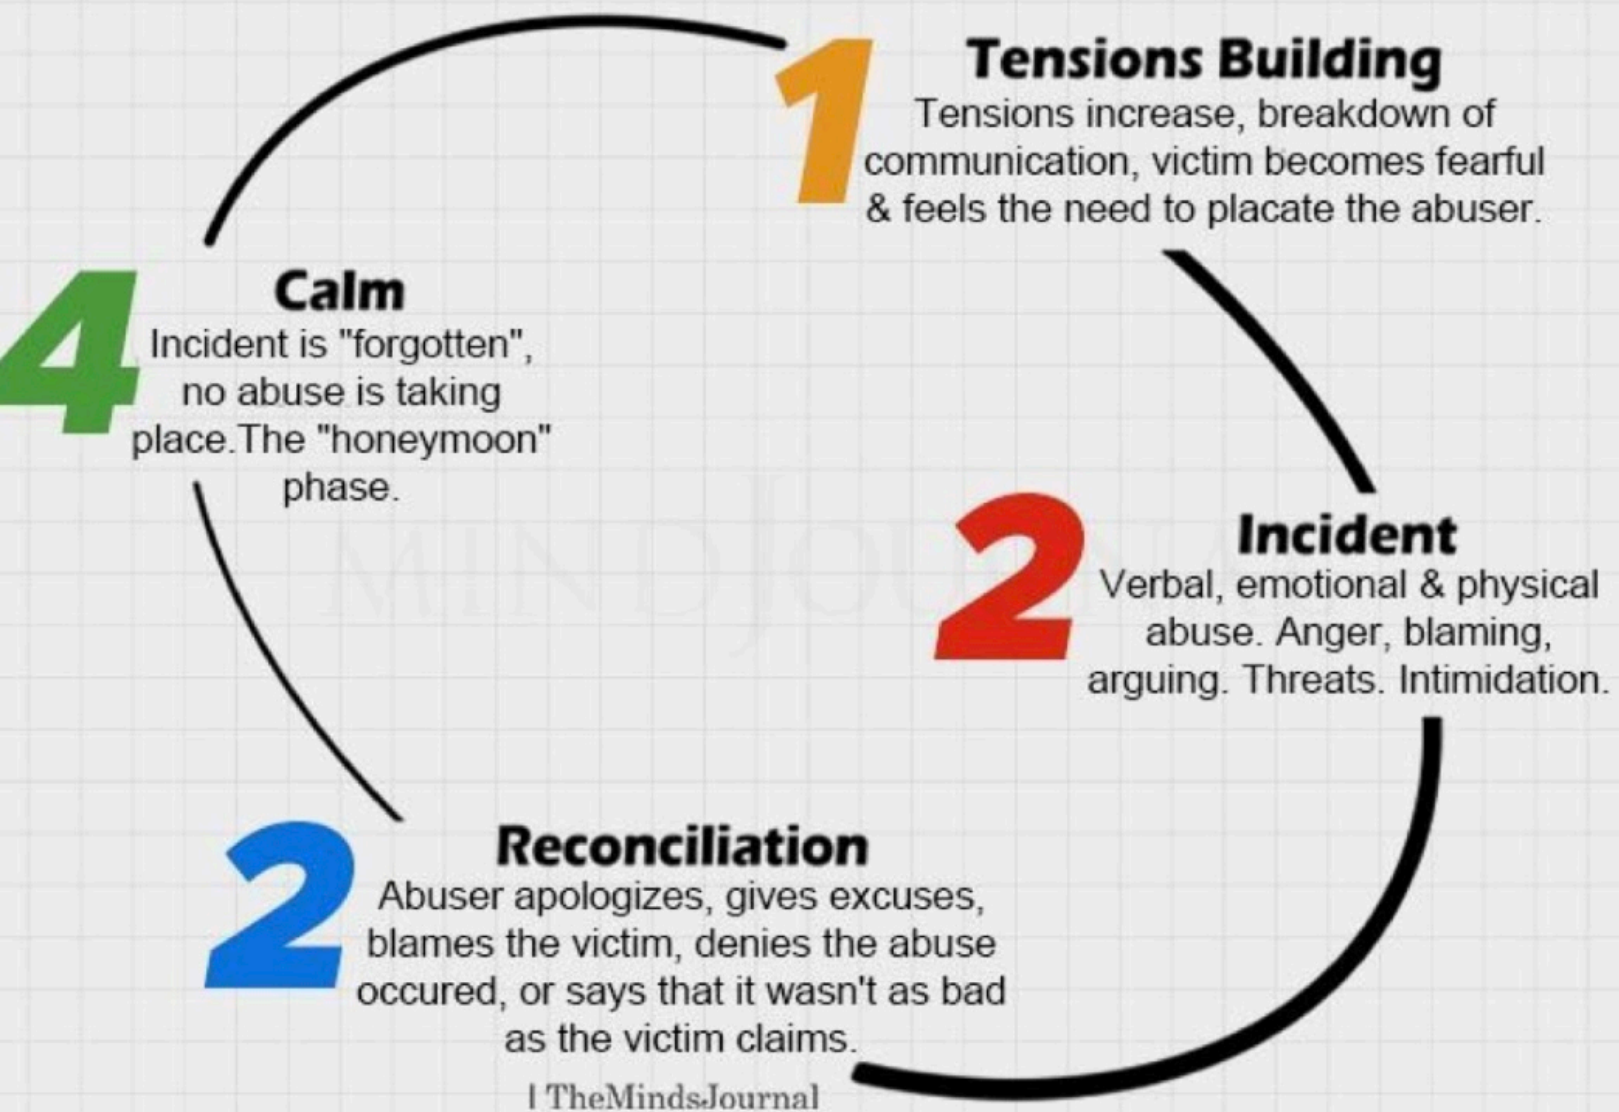 1
Tensions Building
Tensions increase, breakdown of
communication, victim becomes fearful
& feels the need to placate the abuser.
2
Incident
Verbal, emotional & physical
abuse. Anger, blaming,
arguing. Threats. Intimidation.
2
Reconciliation
Abuser apologizes, gives excuses,
blames the victim, denies the abuse
occured, or says that it wasn't as bad
as the victim claims.
4
Calm
Incident is "forgotten",
no abuse is taking
place.The "honeymoon"
phase.
MINDJOURNAL
| TheMindsJournal